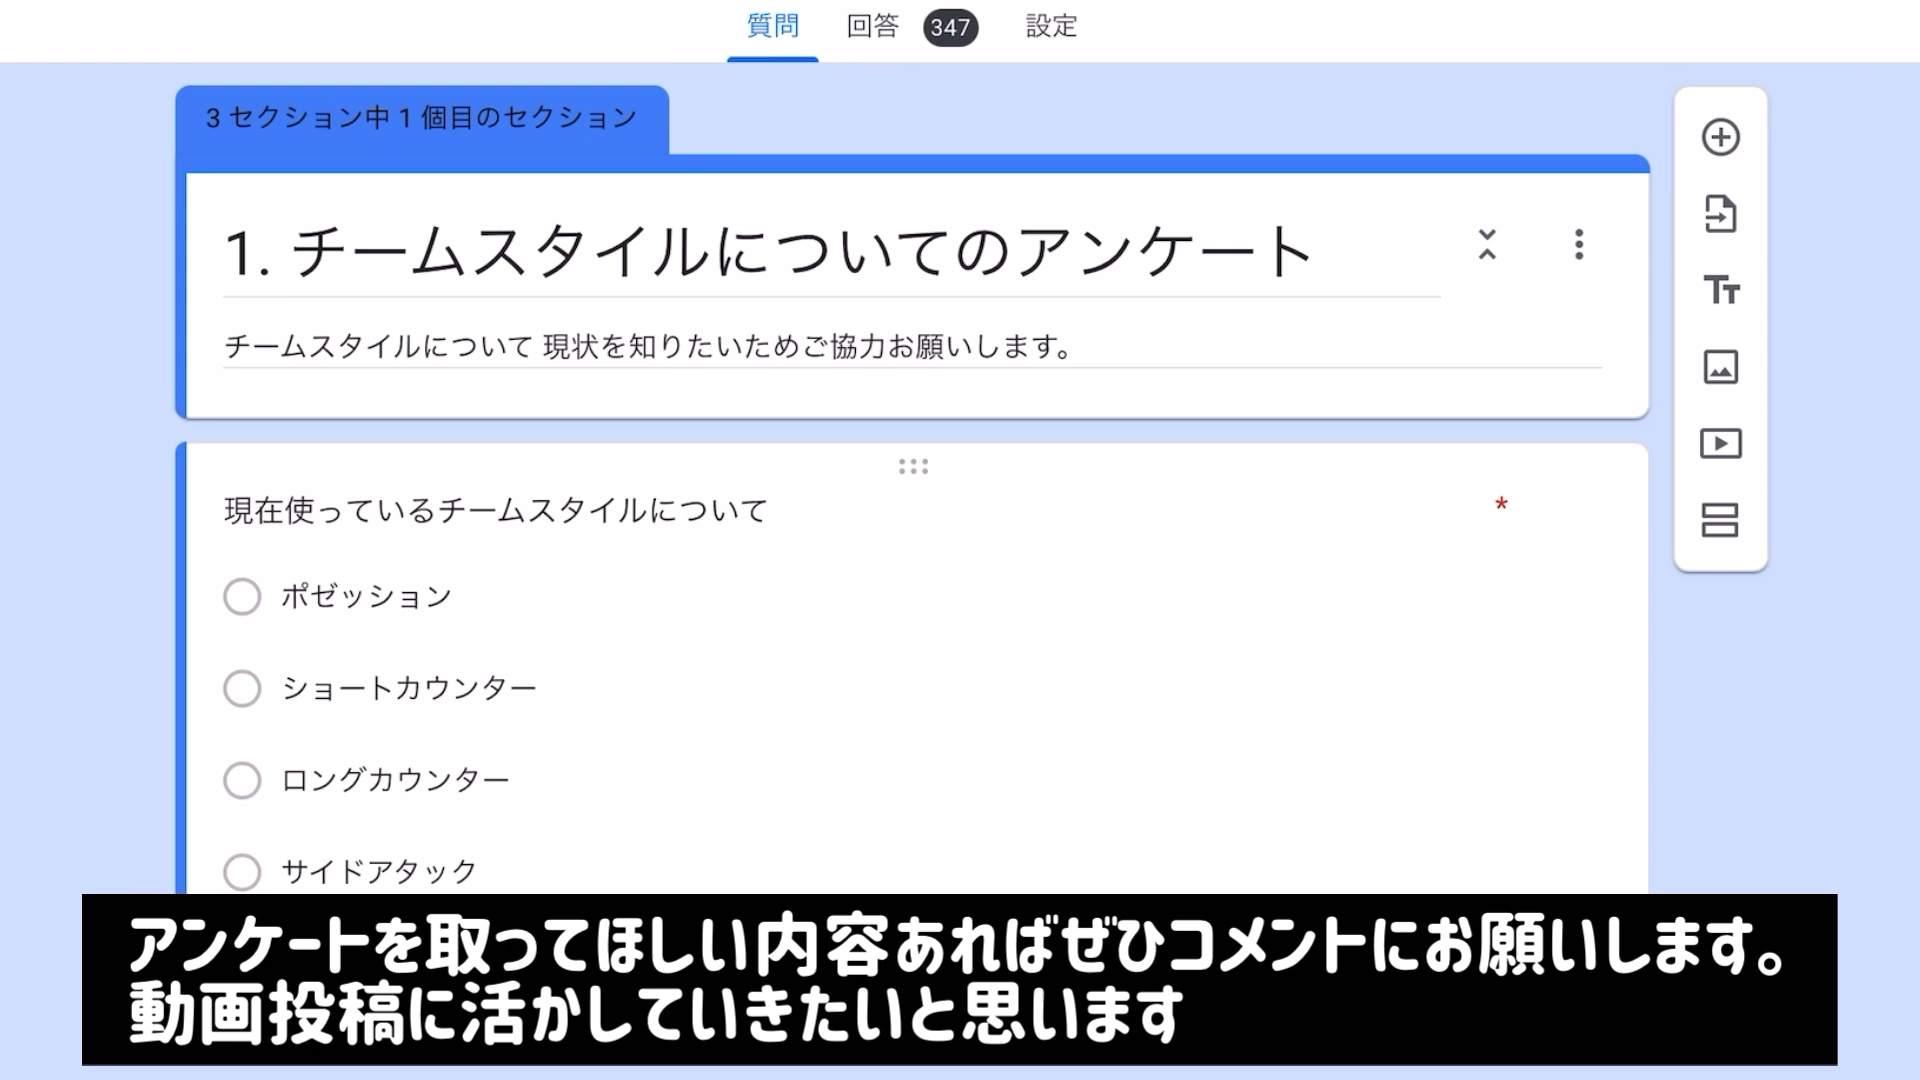 質問 回答 347 設定
3 セクション中 1 個目のセクション
1. チームスタイルについてのアンケート
チームスタイルについて 現状を知りたいためご協力お願いします。
現在使っているチームスタイルについて *
ポゼッション
ショートカウンター
ロングカウンター
サイドアタック
アンケートを取ってほしい内容あればぜひコメントにお願いします。
動画投稿に活かしていきたいと思います